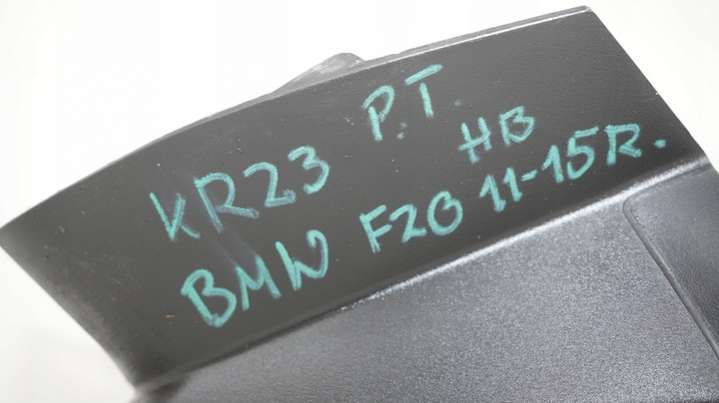 KR23 P.T.
HB
BMW F20 11-15R.